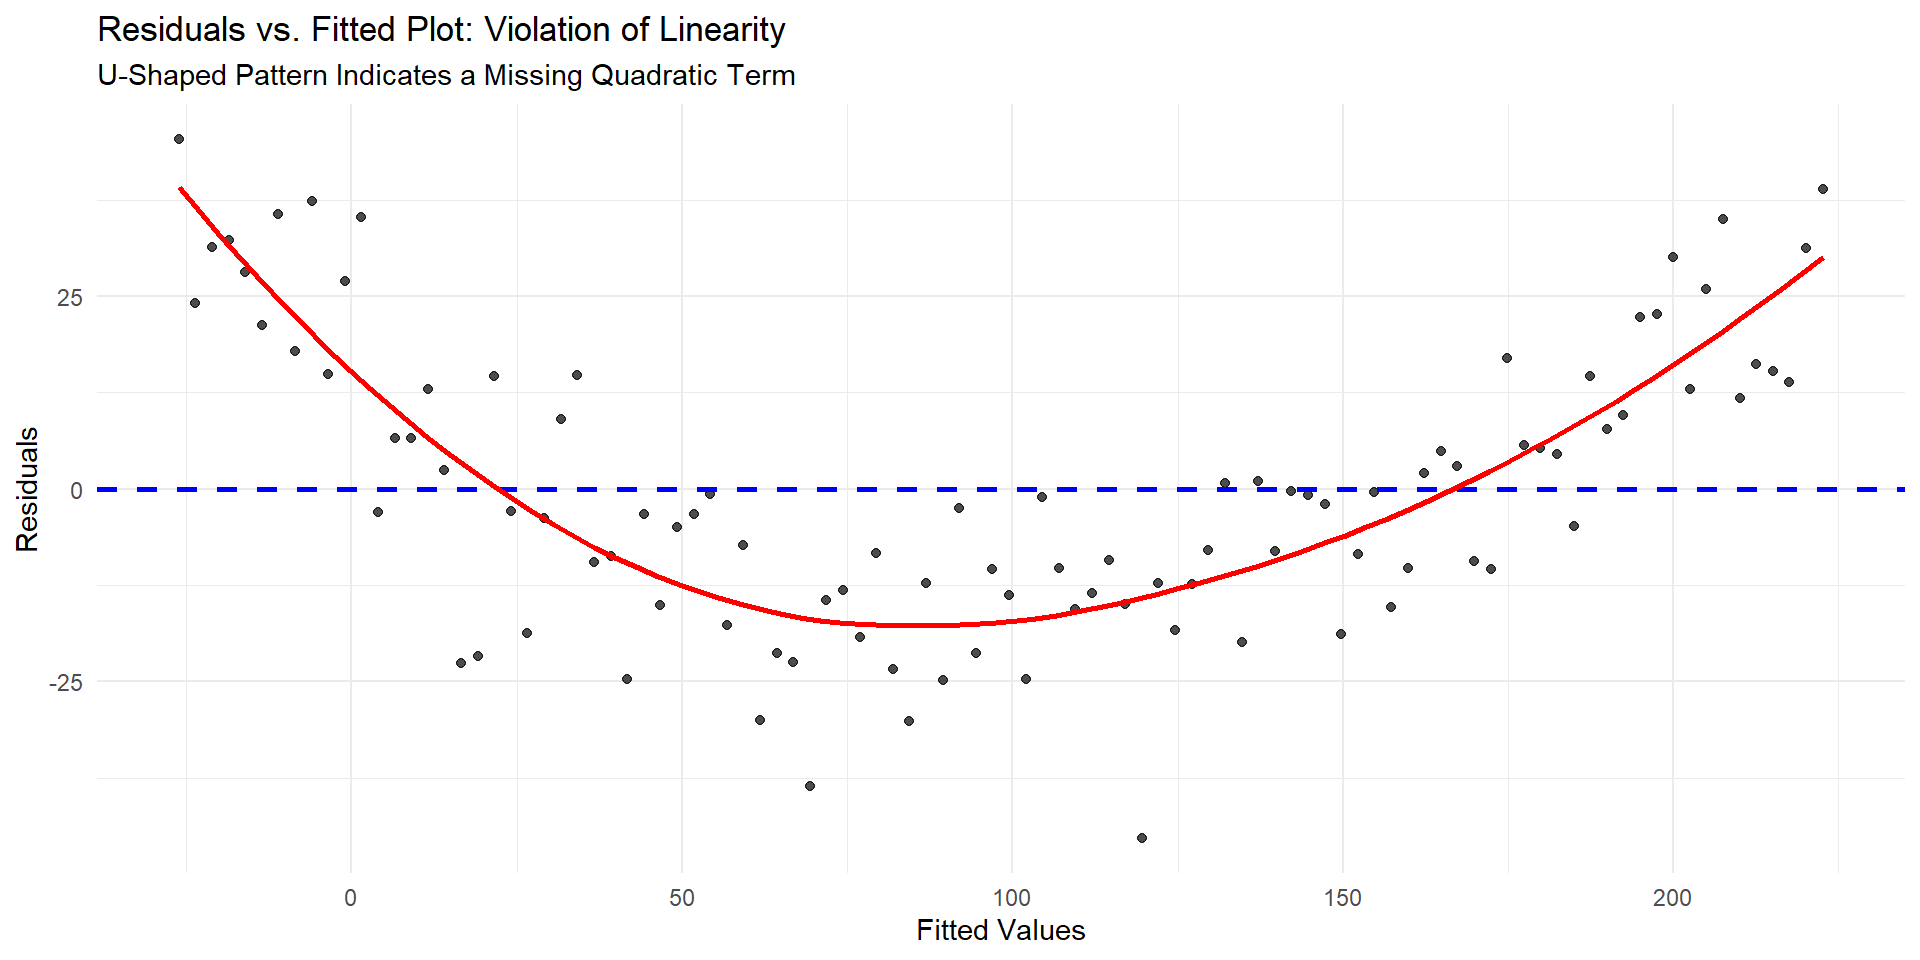 Residuals vs. Fitted Plot: Violation of Linearity
U-Shaped Pattern Indicates a Missing Quadratic Term
Residuals
25
0
-25
0 50 100 150 200
Fitted Values